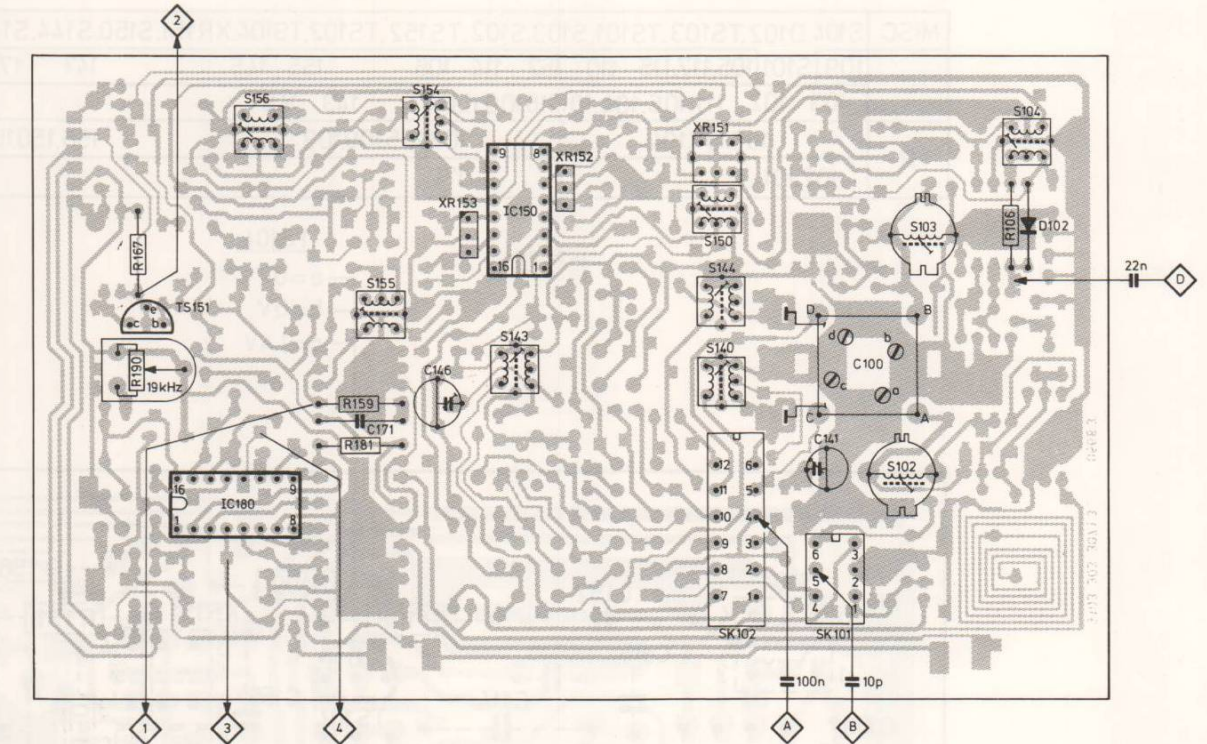 2
S156
S154
S104
XR151
9
8
XR152
IC150
XR153
16
1
S150
S103
R106
D102
R167
22n
D
TS151
e
c
b
S155
S144
D
B
d
b
C100
c
a
C
A
R190
19kHz
S143
S140
C146
R159
C171
R181
C141
S102
16
9
IC180
1
8
12
6
11
5
10
4
9
3
8
2
7
1
SK102
6
3
5
2
4
1
SK101
100n
10p
1
3
4
A
B